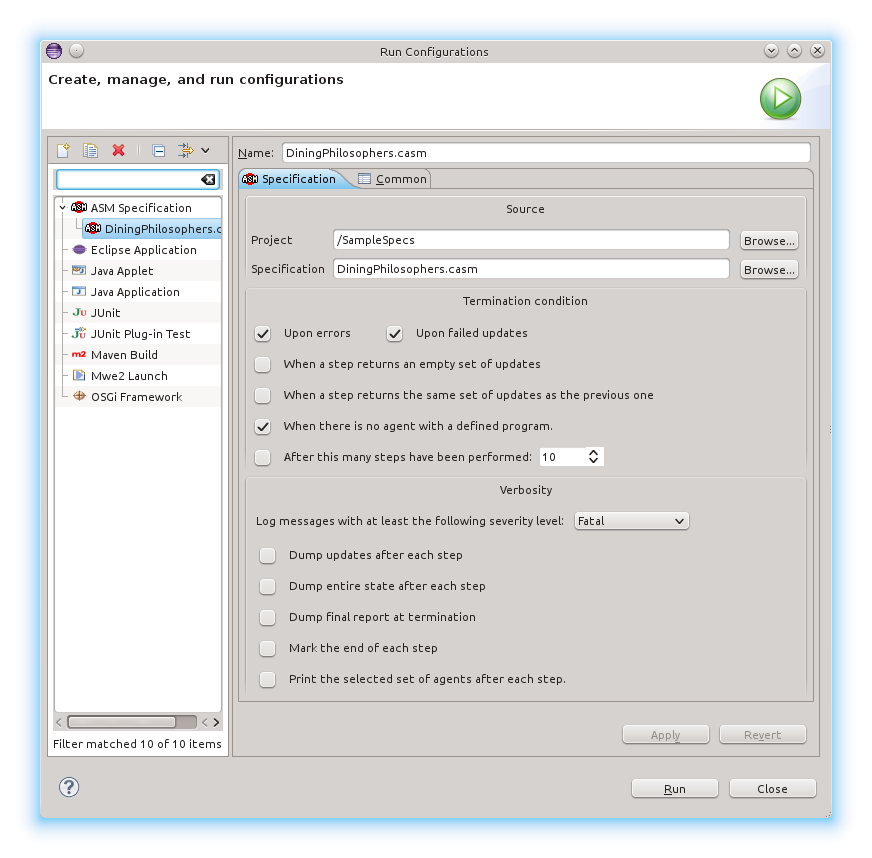 Run Configurations
Create, manage, and run configurations
Name: DiningPhilosophers.casm
Specification Common
ASM ASM Specification
ASM DiningPhilosophers.c
Eclipse Application
Java Applet
Java Application
JU JUnit
JU JUnit Plug-in Test
m2 Maven Build
Mwe2 Launch
OSGi Framework
Filter matched 10 of 10 items
Source
Project /SampleSpecs Browse...
Specification DiningPhilosophers.casm Browse...
Termination condition
Upon errors Upon failed updates
When a step returns an empty set of updates
When a step returns the same set of updates as the previous one
When there is no agent with a defined program.
After this many steps have been performed: 10
Verbosity
Log messages with at least the following severity level: Fatal
Dump updates after each step
Dump entire state after each step
Dump final report at termination
Mark the end of each step
Print the selected set of agents after each step.
Apply Revert
? Run Close